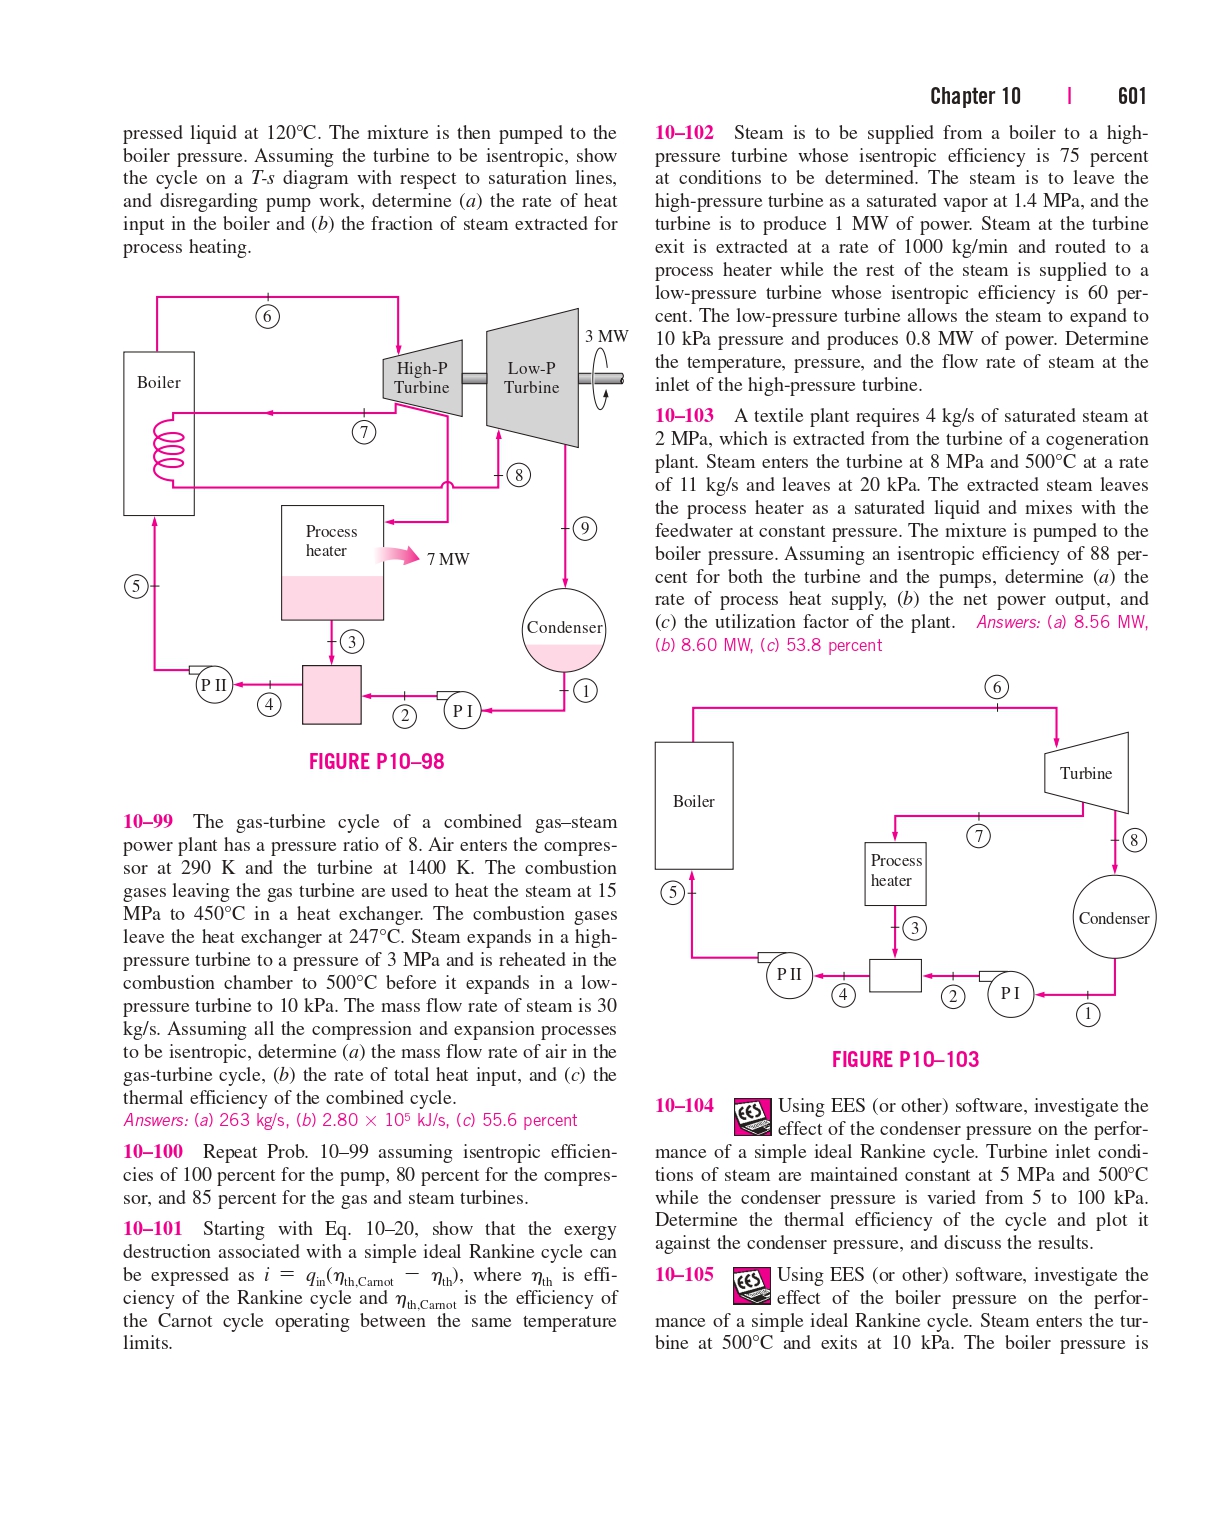 Chapter 10 | 601
pressed liquid at 120°C. The mixture is then pumped to the
boiler pressure. Assuming the turbine to be isentropic, show
the cycle on a T-s diagram with respect to saturation lines,
and disregarding pump work, determine (a) the rate of heat
input in the boiler and (b) the fraction of steam extracted for
process heating.
6
3 MW
High-P
Turbine
Low-P
Turbine
Boiler
7
8
Process
heater
9
7 MW
5
Condenser
3
P II
4
2
P I
1
FIGURE P10–98
10–99 The gas-turbine cycle of a combined gas–steam
power plant has a pressure ratio of 8. Air enters the compres-
sor at 290 K and the turbine at 1400 K. The combustion
gases leaving the gas turbine are used to heat the steam at 15
MPa to 450°C in a heat exchanger. The combustion gases
leave the heat exchanger at 247°C. Steam expands in a high-
pressure turbine to a pressure of 3 MPa and is reheated in the
combustion chamber to 500°C before it expands in a low-
pressure turbine to 10 kPa. The mass flow rate of steam is 30
kg/s. Assuming all the compression and expansion processes
to be isentropic, determine (a) the mass flow rate of air in the
gas-turbine cycle, (b) the rate of total heat input, and (c) the
thermal efficiency of the combined cycle.
Answers: (a) 263 kg/s, (b) 2.80 × 10⁵ kJ/s, (c) 55.6 percent
10–100 Repeat Prob. 10–99 assuming isentropic efficien-
cies of 100 percent for the pump, 80 percent for the compres-
sor, and 85 percent for the gas and steam turbines.
10–101 Starting with Eq. 10–20, show that the exergy
destruction associated with a simple ideal Rankine cycle can
be expressed as i = qin(ηth,Carnot − ηth), where ηth is effi-
ciency of the Rankine cycle and ηth,Carnot is the efficiency of
the Carnot cycle operating between the same temperature
limits.
10–102 Steam is to be supplied from a boiler to a high-
pressure turbine whose isentropic efficiency is 75 percent
at conditions to be determined. The steam is to leave the
high-pressure turbine as a saturated vapor at 1.4 MPa, and the
turbine is to produce 1 MW of power. Steam at the turbine
exit is extracted at a rate of 1000 kg/min and routed to a
process heater while the rest of the steam is supplied to a
low-pressure turbine whose isentropic efficiency is 60 per-
cent. The low-pressure turbine allows the steam to expand to
10 kPa pressure and produces 0.8 MW of power. Determine
the temperature, pressure, and the flow rate of steam at the
inlet of the high-pressure turbine.
10–103 A textile plant requires 4 kg/s of saturated steam at
2 MPa, which is extracted from the turbine of a cogeneration
plant. Steam enters the turbine at 8 MPa and 500°C at a rate
of 11 kg/s and leaves at 20 kPa. The extracted steam leaves
the process heater as a saturated liquid and mixes with the
feedwater at constant pressure. The mixture is pumped to the
boiler pressure. Assuming an isentropic efficiency of 88 per-
cent for both the turbine and the pumps, determine (a) the
rate of process heat supply, (b) the net power output, and
(c) the utilization factor of the plant. Answers: (a) 8.56 MW,
(b) 8.60 MW, (c) 53.8 percent
6
Turbine
Boiler
7
8
Process
heater
5
Condenser
3
P II
4
2
P I
1
FIGURE P10–103
10–104 EES Using EES (or other) software, investigate the
effect of the condenser pressure on the perfor-
mance of a simple ideal Rankine cycle. Turbine inlet condi-
tions of steam are maintained constant at 5 MPa and 500°C
while the condenser pressure is varied from 5 to 100 kPa.
Determine the thermal efficiency of the cycle and plot it
against the condenser pressure, and discuss the results.
10–105 EES Using EES (or other) software, investigate the
effect of the boiler pressure on the perfor-
mance of a simple ideal Rankine cycle. Steam enters the tur-
bine at 500°C and exits at 10 kPa. The boiler pressure is